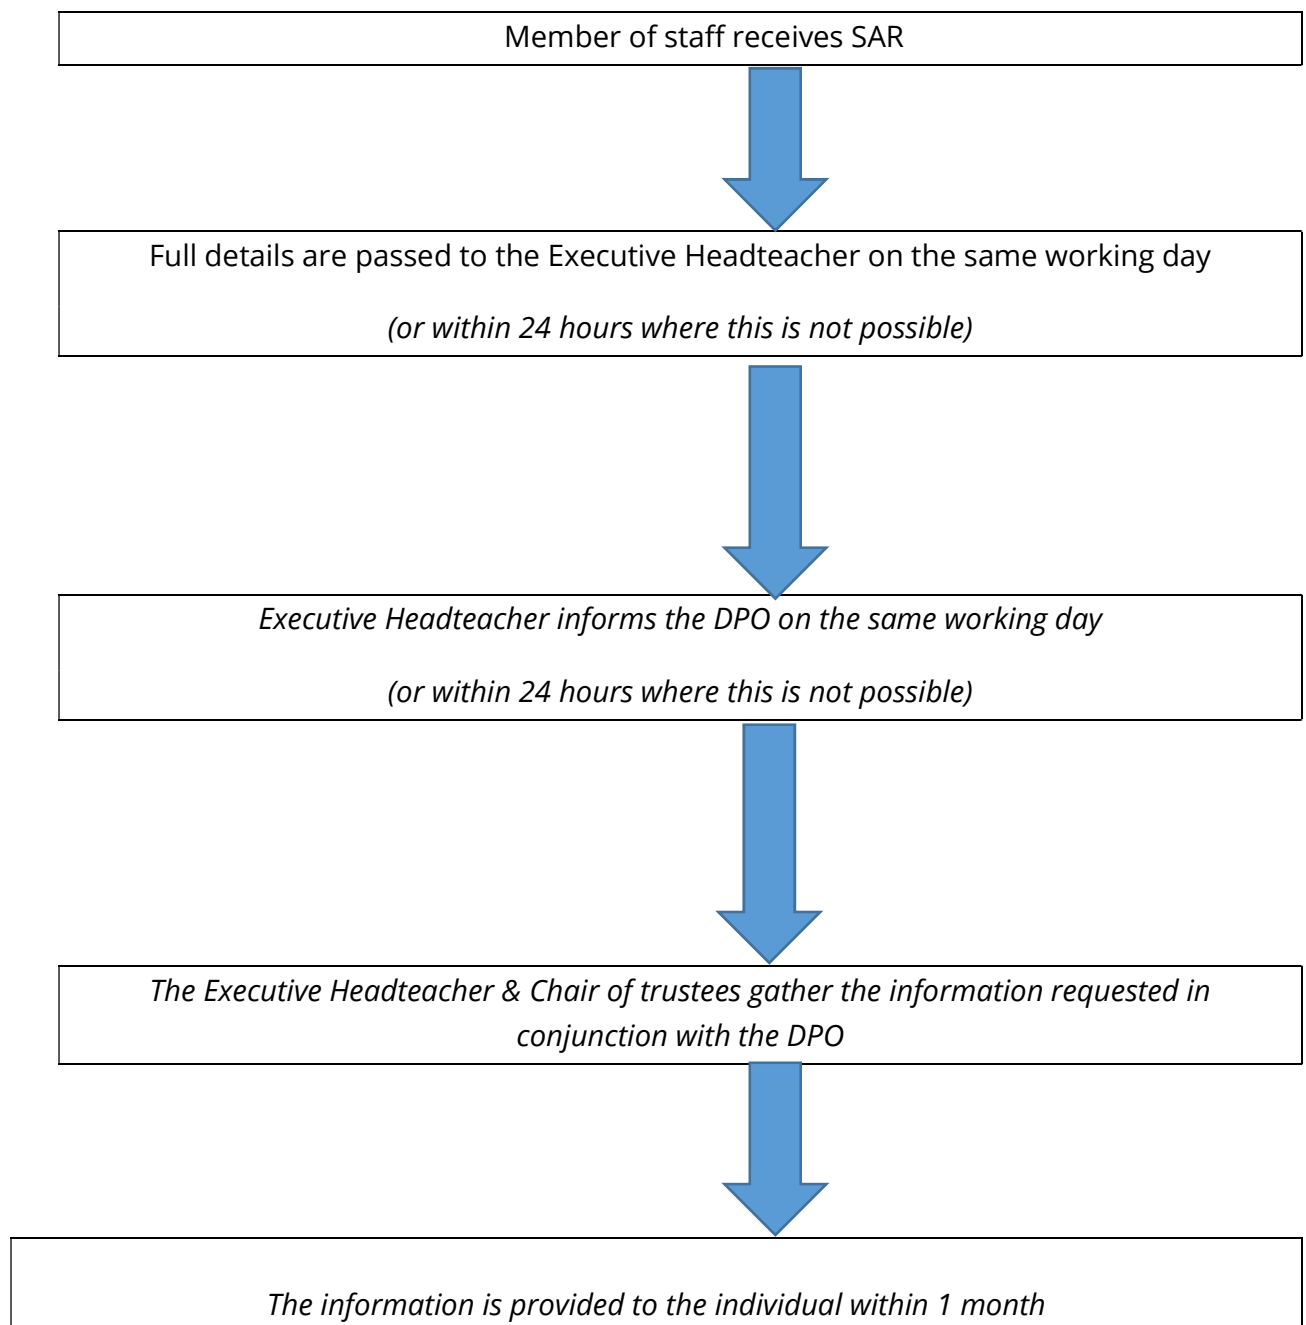 Member of staff receives SAR
Full details are passed to the Executive Headteacher on the same working day
(or within 24 hours where this is not possible)
Executive Headteacher informs the DPO on the same working day
(or within 24 hours where this is not possible)
The Executive Headteacher & Chair of trustees gather the information requested in
conjunction with the DPO
The information is provided to the individual within 1 month